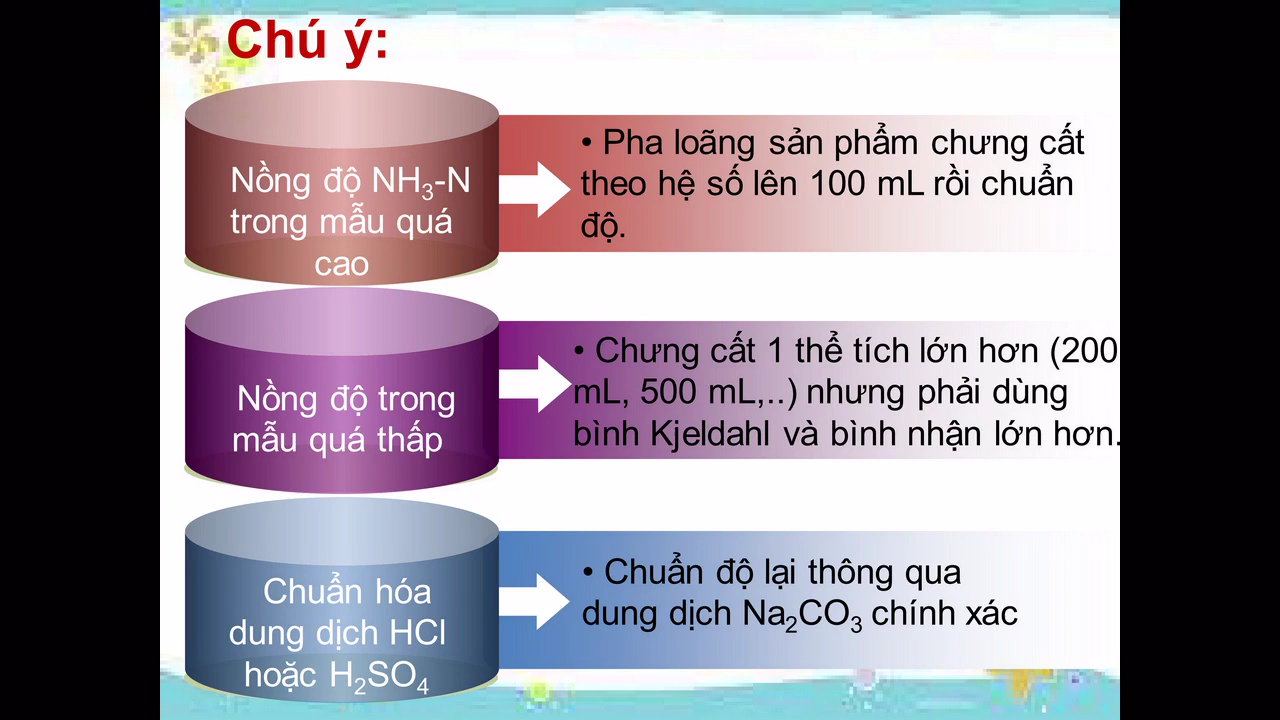 Chú ý:
Nồng độ NH₃-N
trong mẫu quá
cao
• Pha loãng sản phẩm chưng cất
theo hệ số lên 100 mL rồi chuẩn
độ.
Nồng độ trong
mẫu quá thấp
• Chưng cất 1 thể tích lớn hơn (200
mL, 500 mL,..) nhưng phải dùng
bình Kjeldahl và bình nhận lớn hơn.
Chuẩn hóa
dung dịch HCl
hoặc H₂SO₄
• Chuẩn độ lại thông qua
dung dịch Na₂CO₃ chính xác